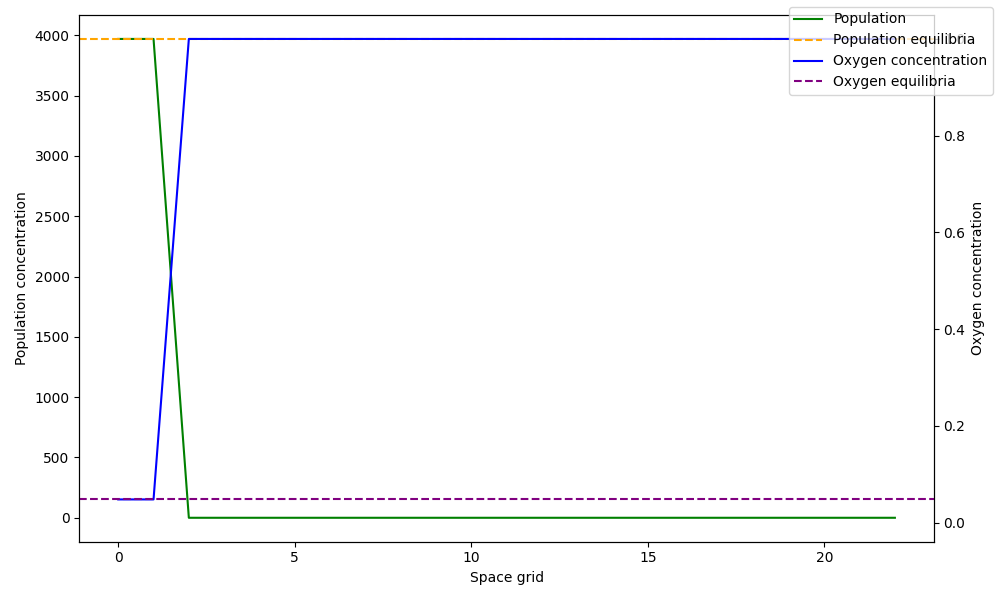 Population
Population equilibria
Oxygen concentration
Oxygen equilibria
4000
3500
3000
2500
2000
1500
1000
500
0
Population concentration
0.8
0.6
0.4
0.2
0.0
Oxygen concentration
0 5 10 15 20
Space grid